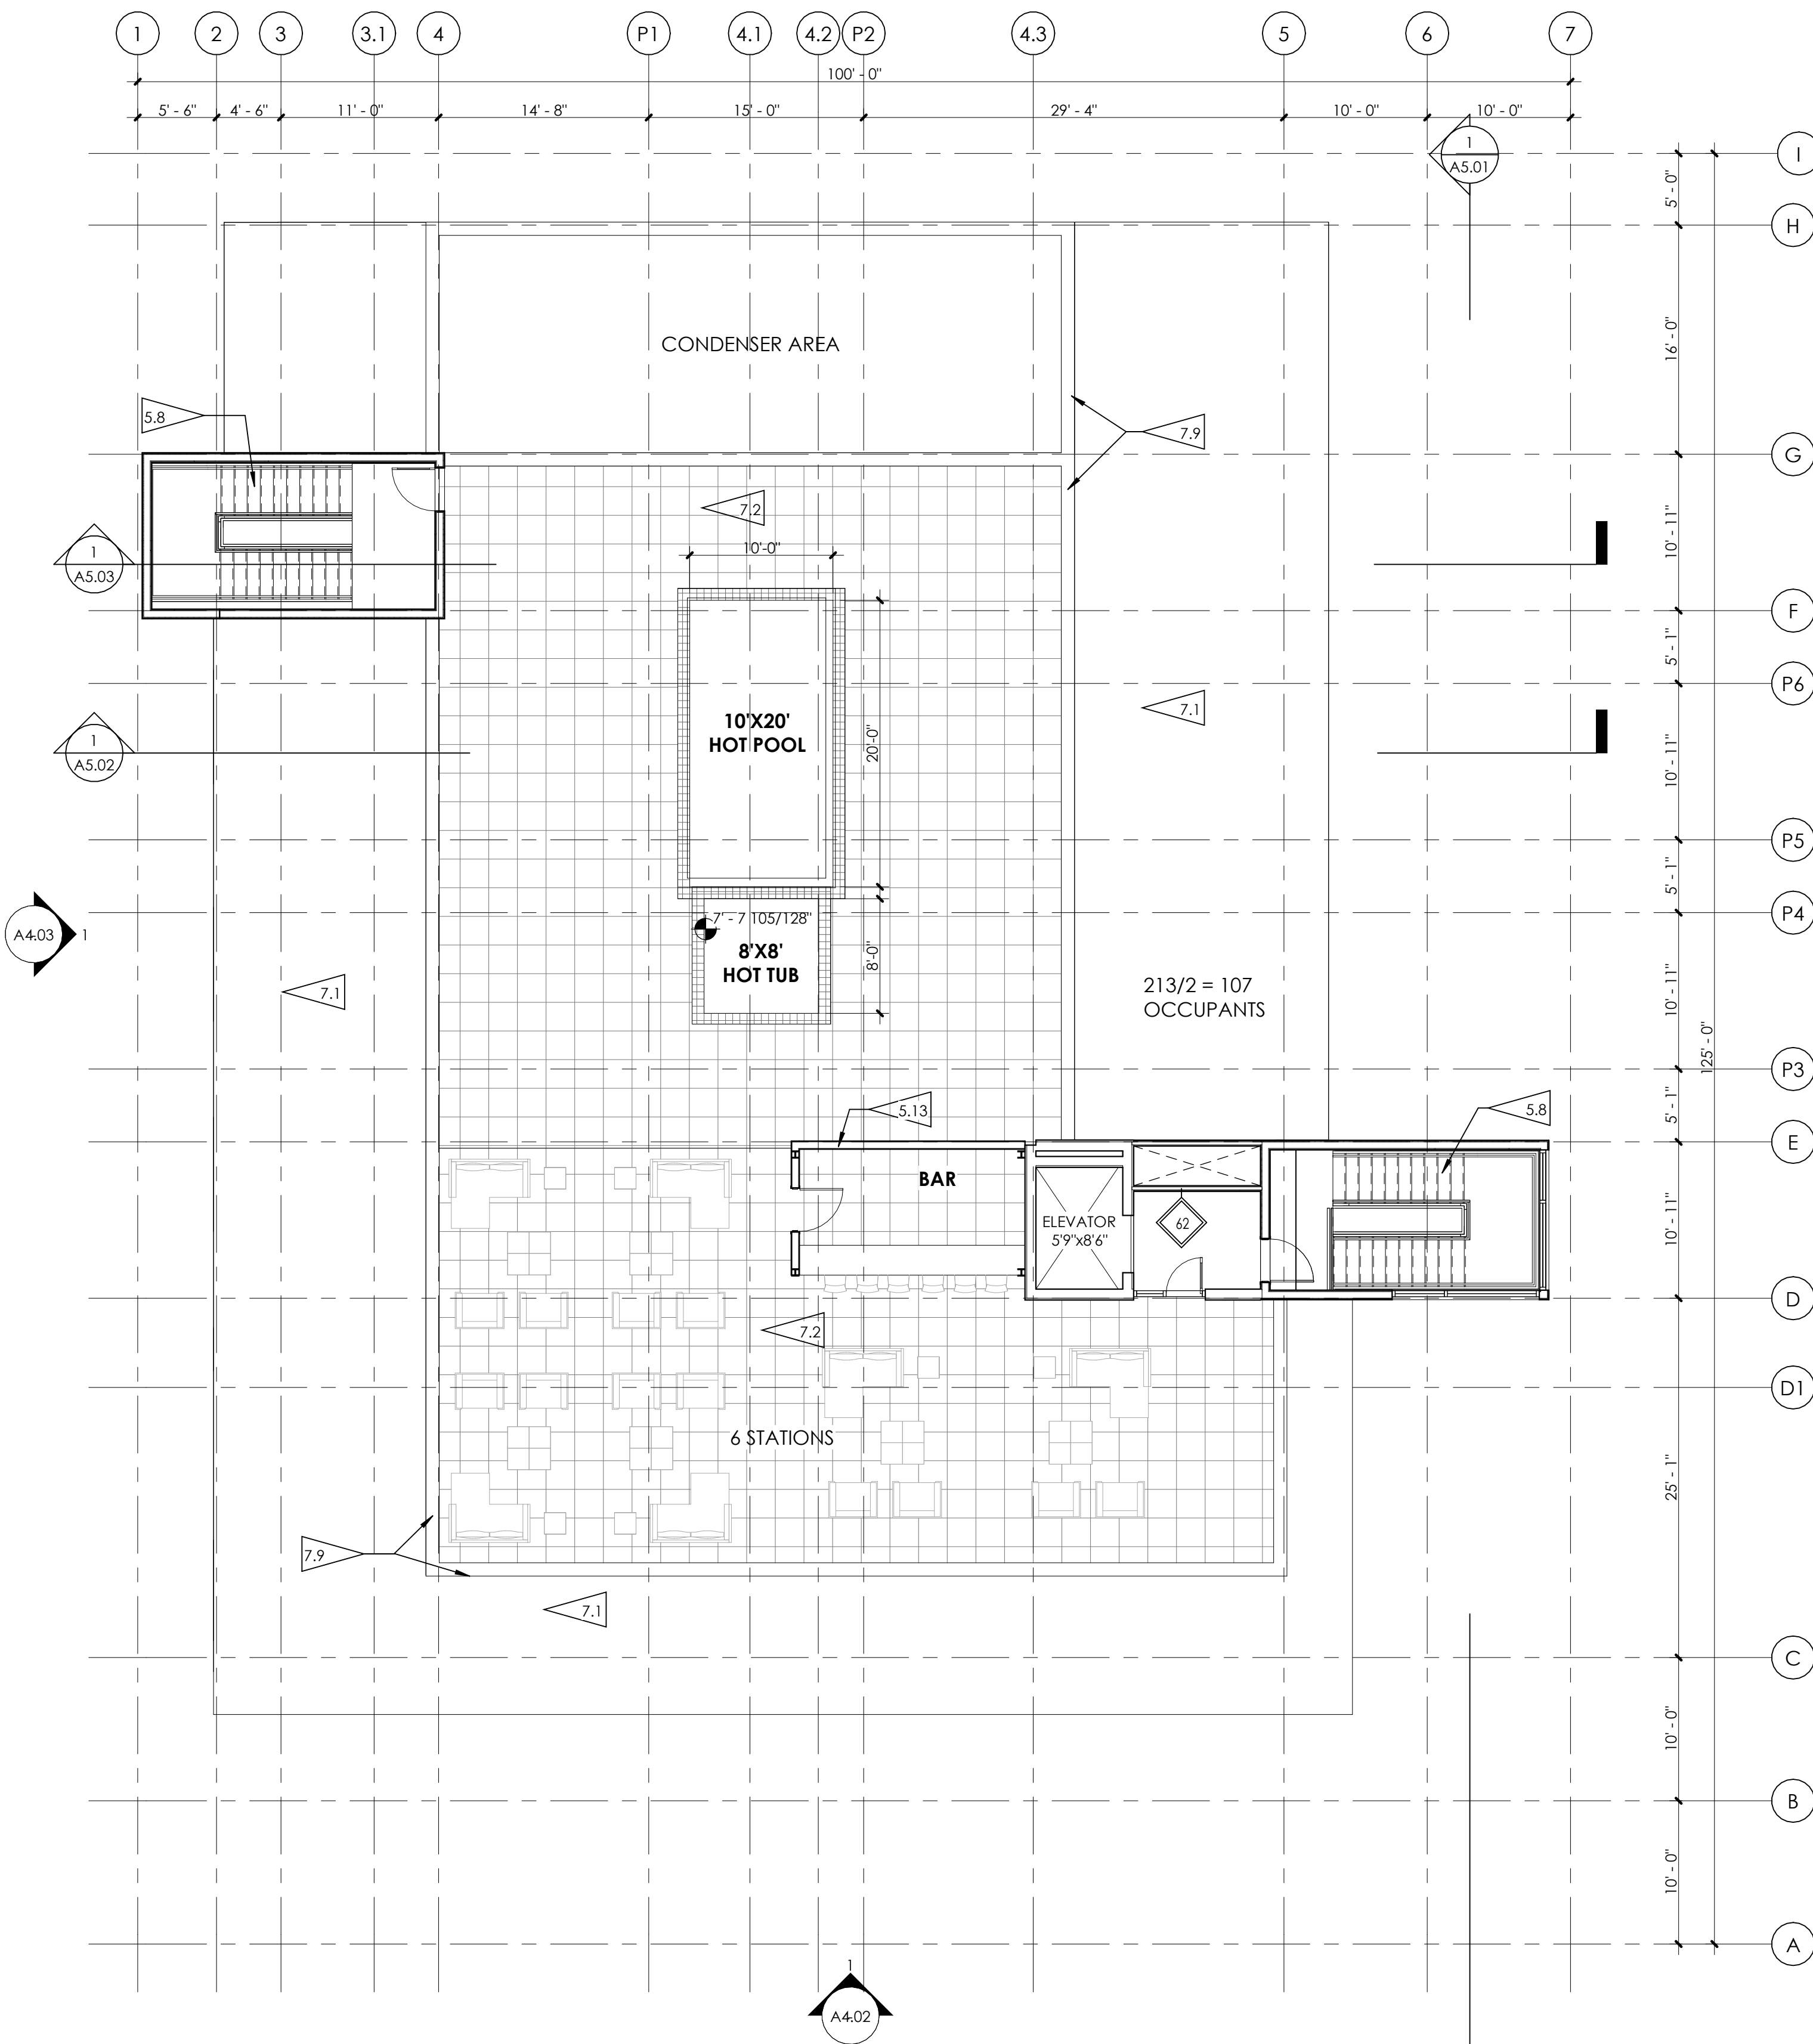 1
2
3
3.1
4
P1
4.1
4.2
P2
4.3
5
6
7
100' - 0"
5' - 6"
4' - 6"
11' - 0"
14' - 8"
15' - 0"
29' - 4"
10' - 0"
10' - 0"
1
A5.01
I
5' - 0"
H
16' - 0"
CONDENSER AREA
5.8
7.9
G
7.2
10' - 11"
10'-0"
1
A5.03
F
5' - 1"
P6
7.1
10'X20'
HOT POOL
20'-0"
1
A5.02
10' - 11"
P5
5' - 1"
P4
7' - 7 105/128"
A4.03
1
8'X8'
HOT TUB
8'-0"
7.1
213/2 = 107
OCCUPANTS
10' - 11"
125' - 0"
P3
5' - 1"
5.13
5.8
E
BAR
ELEVATOR
5'9"x8'6"
62
10' - 11"
D
7.2
D1
6 STATIONS
25' - 1"
7.9
7.1
C
10' - 0"
B
10' - 0"
A
1
A4.02